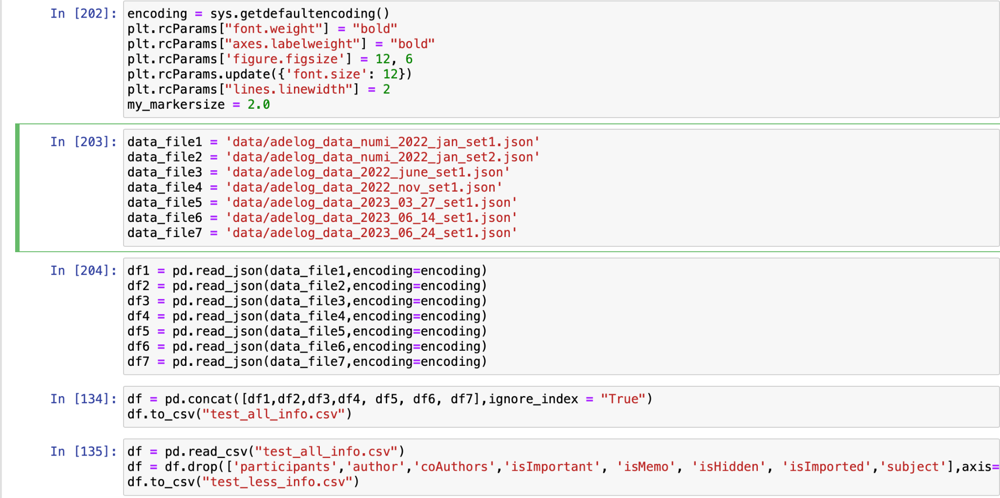 In [202]: encoding = sys.getdefaultencoding()
plt.rcParams["font.weight"] = "bold"
plt.rcParams["axes.labelweight"] = "bold"
plt.rcParams['figure.figsize'] = 12, 6
plt.rcParams.update({'font.size': 12})
plt.rcParams["lines.linewidth"] = 2
my_markersize = 2.0
In [203]: data_file1 = 'data/adelog_data_numi_2022_jan_set1.json'
data_file2 = 'data/adelog_data_numi_2022_jan_set2.json'
data_file3 = 'data/adelog_data_2022_june_set1.json'
data_file4 = 'data/adelog_data_2022_nov_set1.json'
data_file5 = 'data/adelog_data_2023_03_27_set1.json'
data_file6 = 'data/adelog_data_2023_06_14_set1.json'
data_file7 = 'data/adelog_data_2023_06_24_set1.json'
In [204]: df1 = pd.read_json(data_file1,encoding=encoding)
df2 = pd.read_json(data_file2,encoding=encoding)
df3 = pd.read_json(data_file3,encoding=encoding)
df4 = pd.read_json(data_file4,encoding=encoding)
df5 = pd.read_json(data_file5,encoding=encoding)
df6 = pd.read_json(data_file6,encoding=encoding)
df7 = pd.read_json(data_file7,encoding=encoding)
In [134]: df = pd.concat([df1,df2,df3,df4, df5, df6, df7],ignore_index = "True")
df.to_csv("test_all_info.csv")
In [135]: df = pd.read_csv("test_all_info.csv")
df = df.drop(['participants','author','coAuthors','isImportant', 'isMemo', 'isHidden', 'isImported','subject'],axis=
df.to_csv("test_less_info.csv")